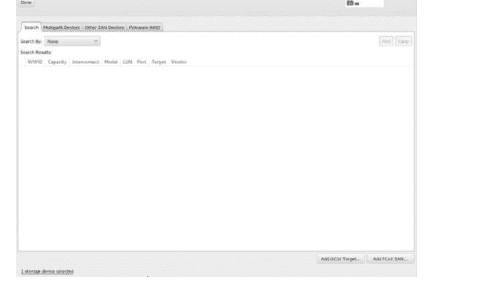 Done
us
Search Multipath Devices Other SAN Devices Firmware RAID
Search By: None Find Clear
Search Results:
WWID Capacity Interconnect Model LUN Port Target Vendor
Add iSCSI Target... Add FCoE SAN...
1 storage device selected